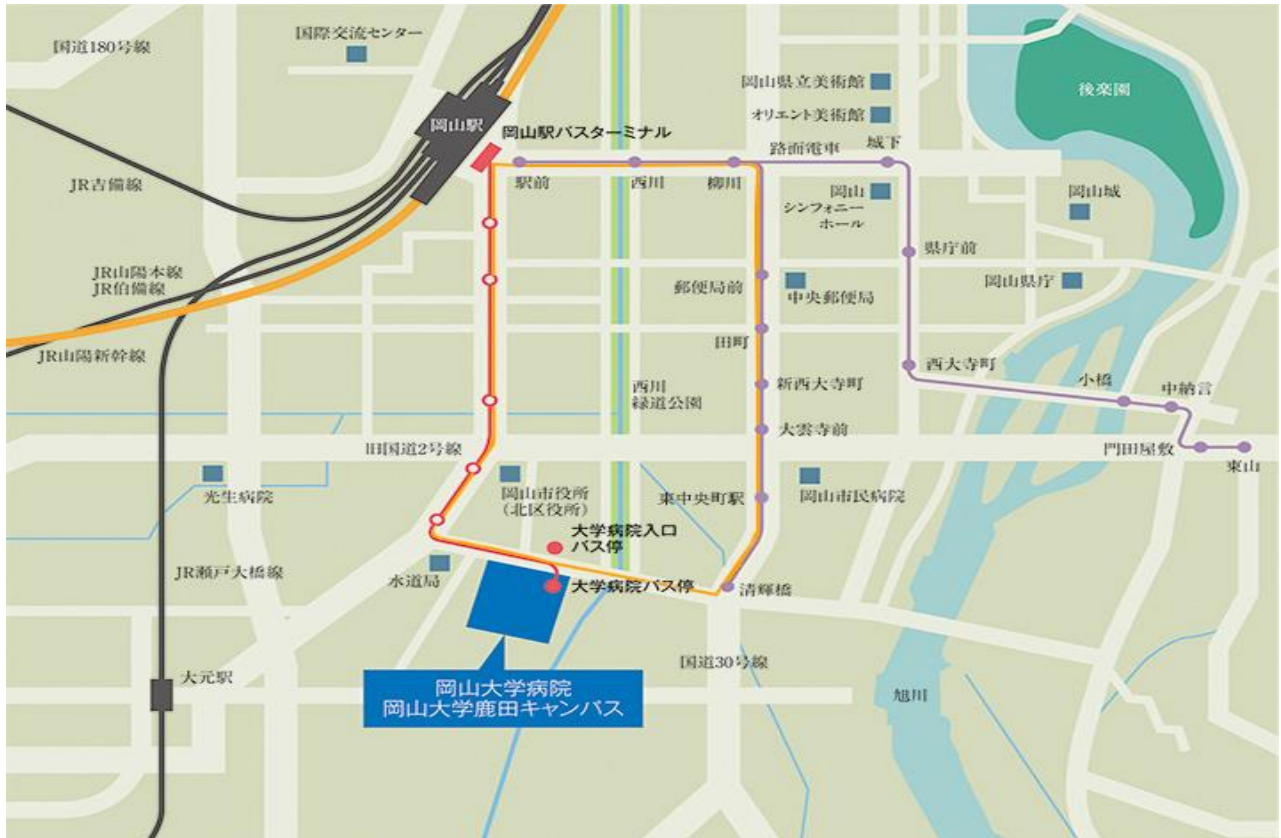 国道180号線
国際交流センター
岡山県立美術館
オリエント美術館
後楽園
岡山駅
岡山駅バスターミナル
路面電車
城下
JR吉備線
駅前
西川
柳川
岡山
シンフォニー
ホール
岡山城
県庁前
JR山陽本線
JR伯備線
郵便局前
中央郵便局
岡山県庁
JR山陽新幹線
田町
西大寺町
小橋
中納言
西川
緑道公園
新西大寺町
大雲寺前
旧国道2号線
門田屋敷
東山
光生病院
岡山市役所
(北区役所)
東中央町駅
岡山市民病院
大学病院入口
バス停
JR瀬戸大橋線
水道局
大学病院バス停
清輝橋
大元駅
国道30号線
旭川
岡山大学病院
岡山大学鹿田キャンパス